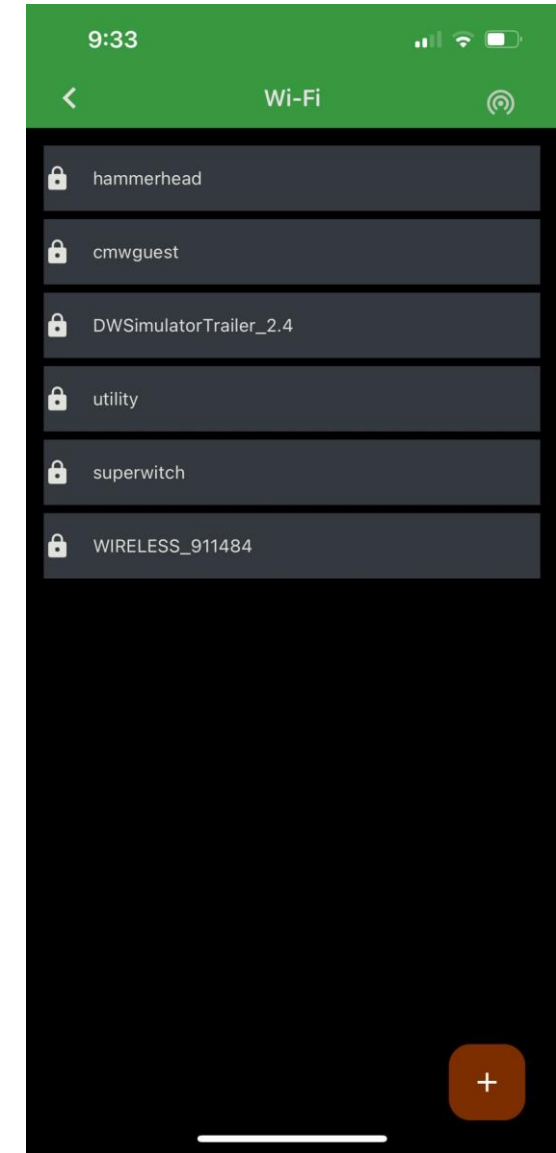 9:33
Wi-Fi
hammerhead
cmwguest
DWSimulatorTrailer_2.4
utility
superwitch
WIRELESS_911484
+